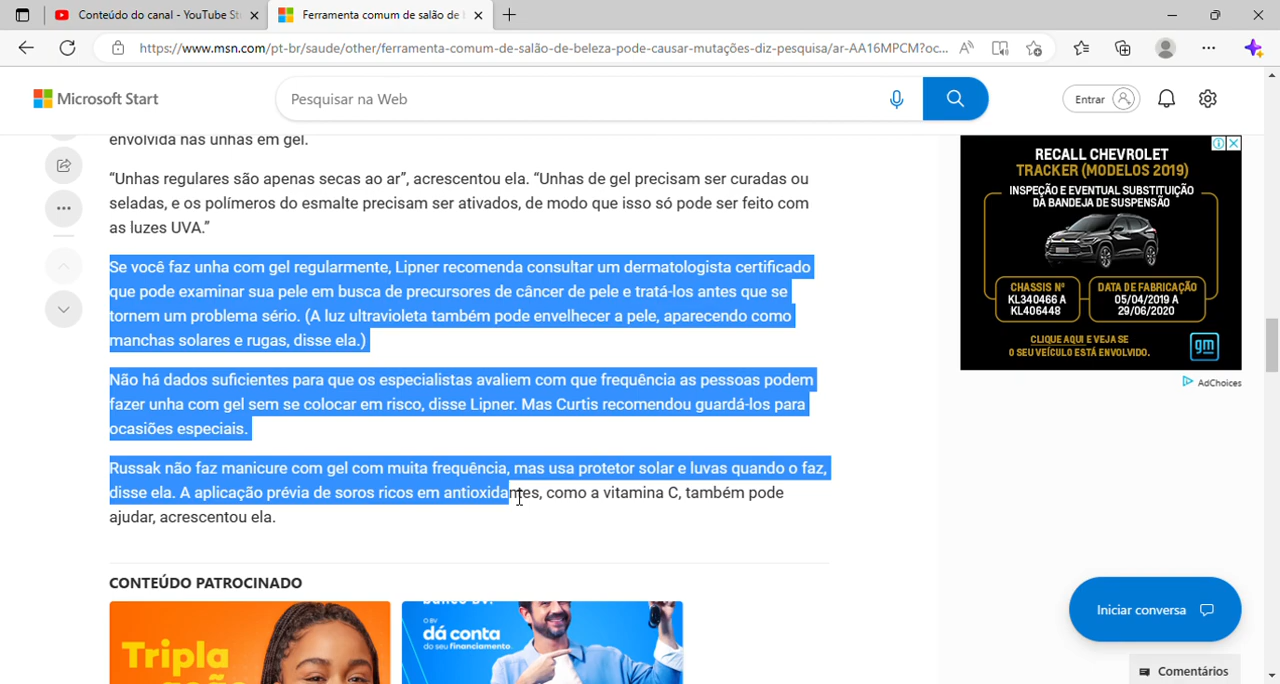 Conteúdo do canal - YouTube St
Ferramenta comum de salão de
https://www.msn.com/pt-br/saude/other/ferramenta-comum-de-salão-de-beleza-pode-causar-mutações-diz-pesquisa/ar-AA16MPCM?oc...
Microsoft Start
Pesquisar na Web
Entrar
envolvida nas unhas em gel.
“Unhas regulares são apenas secas ao ar”, acrescentou ela. “Unhas de gel precisam ser curadas ou
seladas, e os polímeros do esmalte precisam ser ativados, de modo que isso só pode ser feito com
as luzes UVA.”
Se você faz unha com gel regularmente, Lipner recomenda consultar um dermatologista certificado
que pode examinar sua pele em busca de precursores de câncer de pele e tratá-los antes que se
tornem um problema sério. (A luz ultravioleta também pode envelhecer a pele, aparecendo como
manchas solares e rugas, disse ela.)
Não há dados suficientes para que os especialistas avaliem com que frequência as pessoas podem
fazer unha com gel sem se colocar em risco, disse Lipner. Mas Curtis recomendou guardá-los para
ocasiões especiais.
Russak não faz manicure com gel com muita frequência, mas usa protetor solar e luvas quando o faz,
disse ela. A aplicação prévia de soros ricos em antioxidantes, como a vitamina C, também pode
ajudar, acrescentou ela.
CONTEÚDO PATROCINADO
Tripla
ação
banco BV.
O BV
dá conta
do seu financiamento
RECALL CHEVROLET
TRACKER (MODELOS 2019)
INSPEÇÃO E EVENTUAL SUBSTITUIÇÃO
DA BANDEJA DE SUSPENSÃO
CHASSIS Nº
KL340466 A
KL406448
DATA DE FABRICAÇÃO
05/04/2019 A
29/06/2020
CLIQUE AQUI E VEJA SE
O SEU VEÍCULO ESTÁ ENVOLVIDO.
gm
AdChoices
Iniciar conversa
Comentários